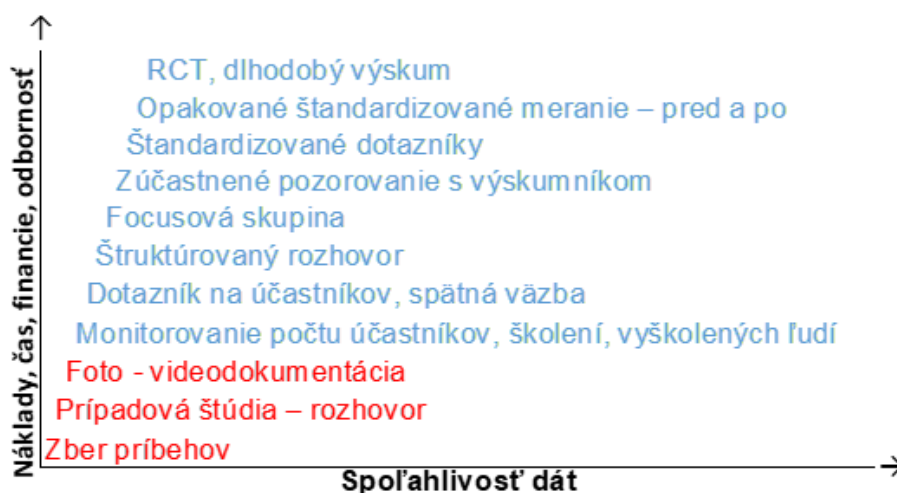 Náklady, čas, financie, odbornosť
RCT, dlhodobý výskum
Opakované štandardizované meranie – pred a po
Štandardizované dotazníky
Zúčastnené pozorovanie s výskumníkom
Focusová skupina
Štruktúrovaný rozhovor
Dotazník na účastníkov, spätná väzba
Monitorovanie počtu účastníkov, školení, vyškolených ľudí
Foto - videodokumentácia
Prípadová štúdia – rozhovor
Zber príbehov
Spoľahlivosť dát